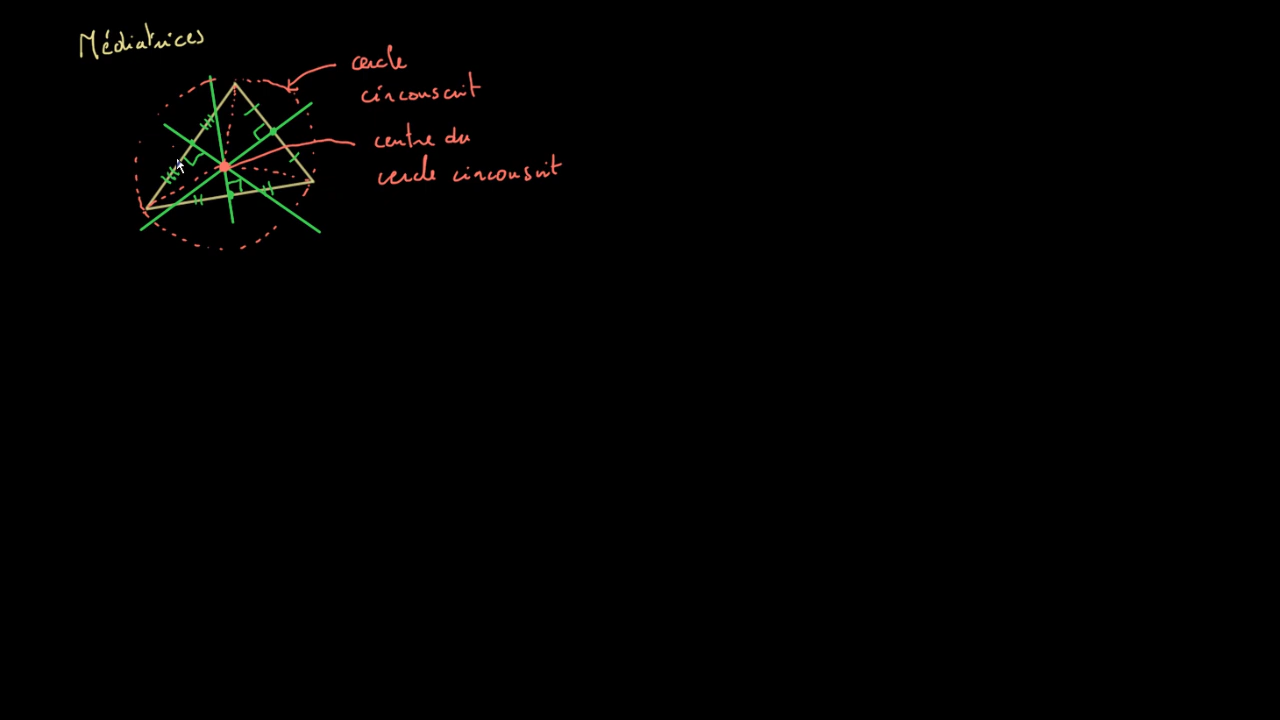 Médiatrices
cercle
circonscrit
centre du
cercle circonscrit